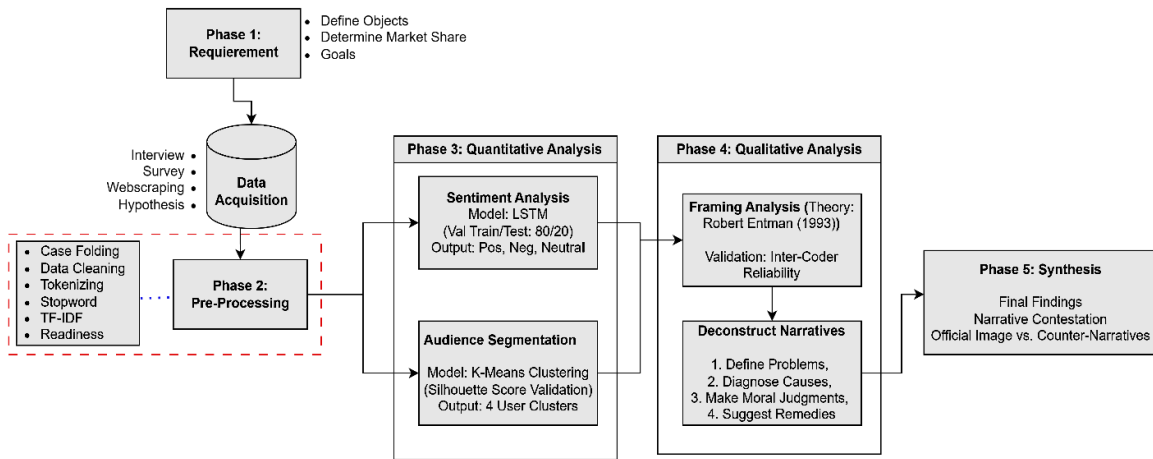 Phase 1:
Requierement
Define Objects
Determine Market Share
Goals
Interview
Survey
Webscraping
Hypothesis
Data
Acquisition
Case Folding
Data Cleaning
Tokenizing
Stopword
TF-IDF
Readiness
Phase 2:
Pre-Processing
Phase 3: Quantitative Analysis
Sentiment Analysis
Model: LSTM
(Val Train/Test: 80/20)
Output: Pos, Neg, Neutral
Audience Segmentation
Model: K-Means Clustering
(Silhouette Score Validation)
Output: 4 User Clusters
Phase 4: Qualitative Analysis
Framing Analysis (Theory:
Robert Entman (1993))
Validation: Inter-Coder
Reliability
Deconstruct Narratives
1. Define Problems,
2. Diagnose Causes,
3. Make Moral Judgments,
4. Suggest Remedies
Phase 5: Synthesis
Final Findings
Narrative Contestation
Official Image vs. Counter-Narratives